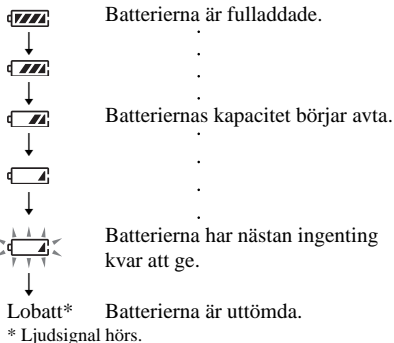 Batterierna är fulladdade.
Batteriernas kapacitet börjar avta.
Batterierna har nästan ingenting
kvar att ge.
Lobatt* Batterierna är uttömda.
* Ljudsignal hörs.